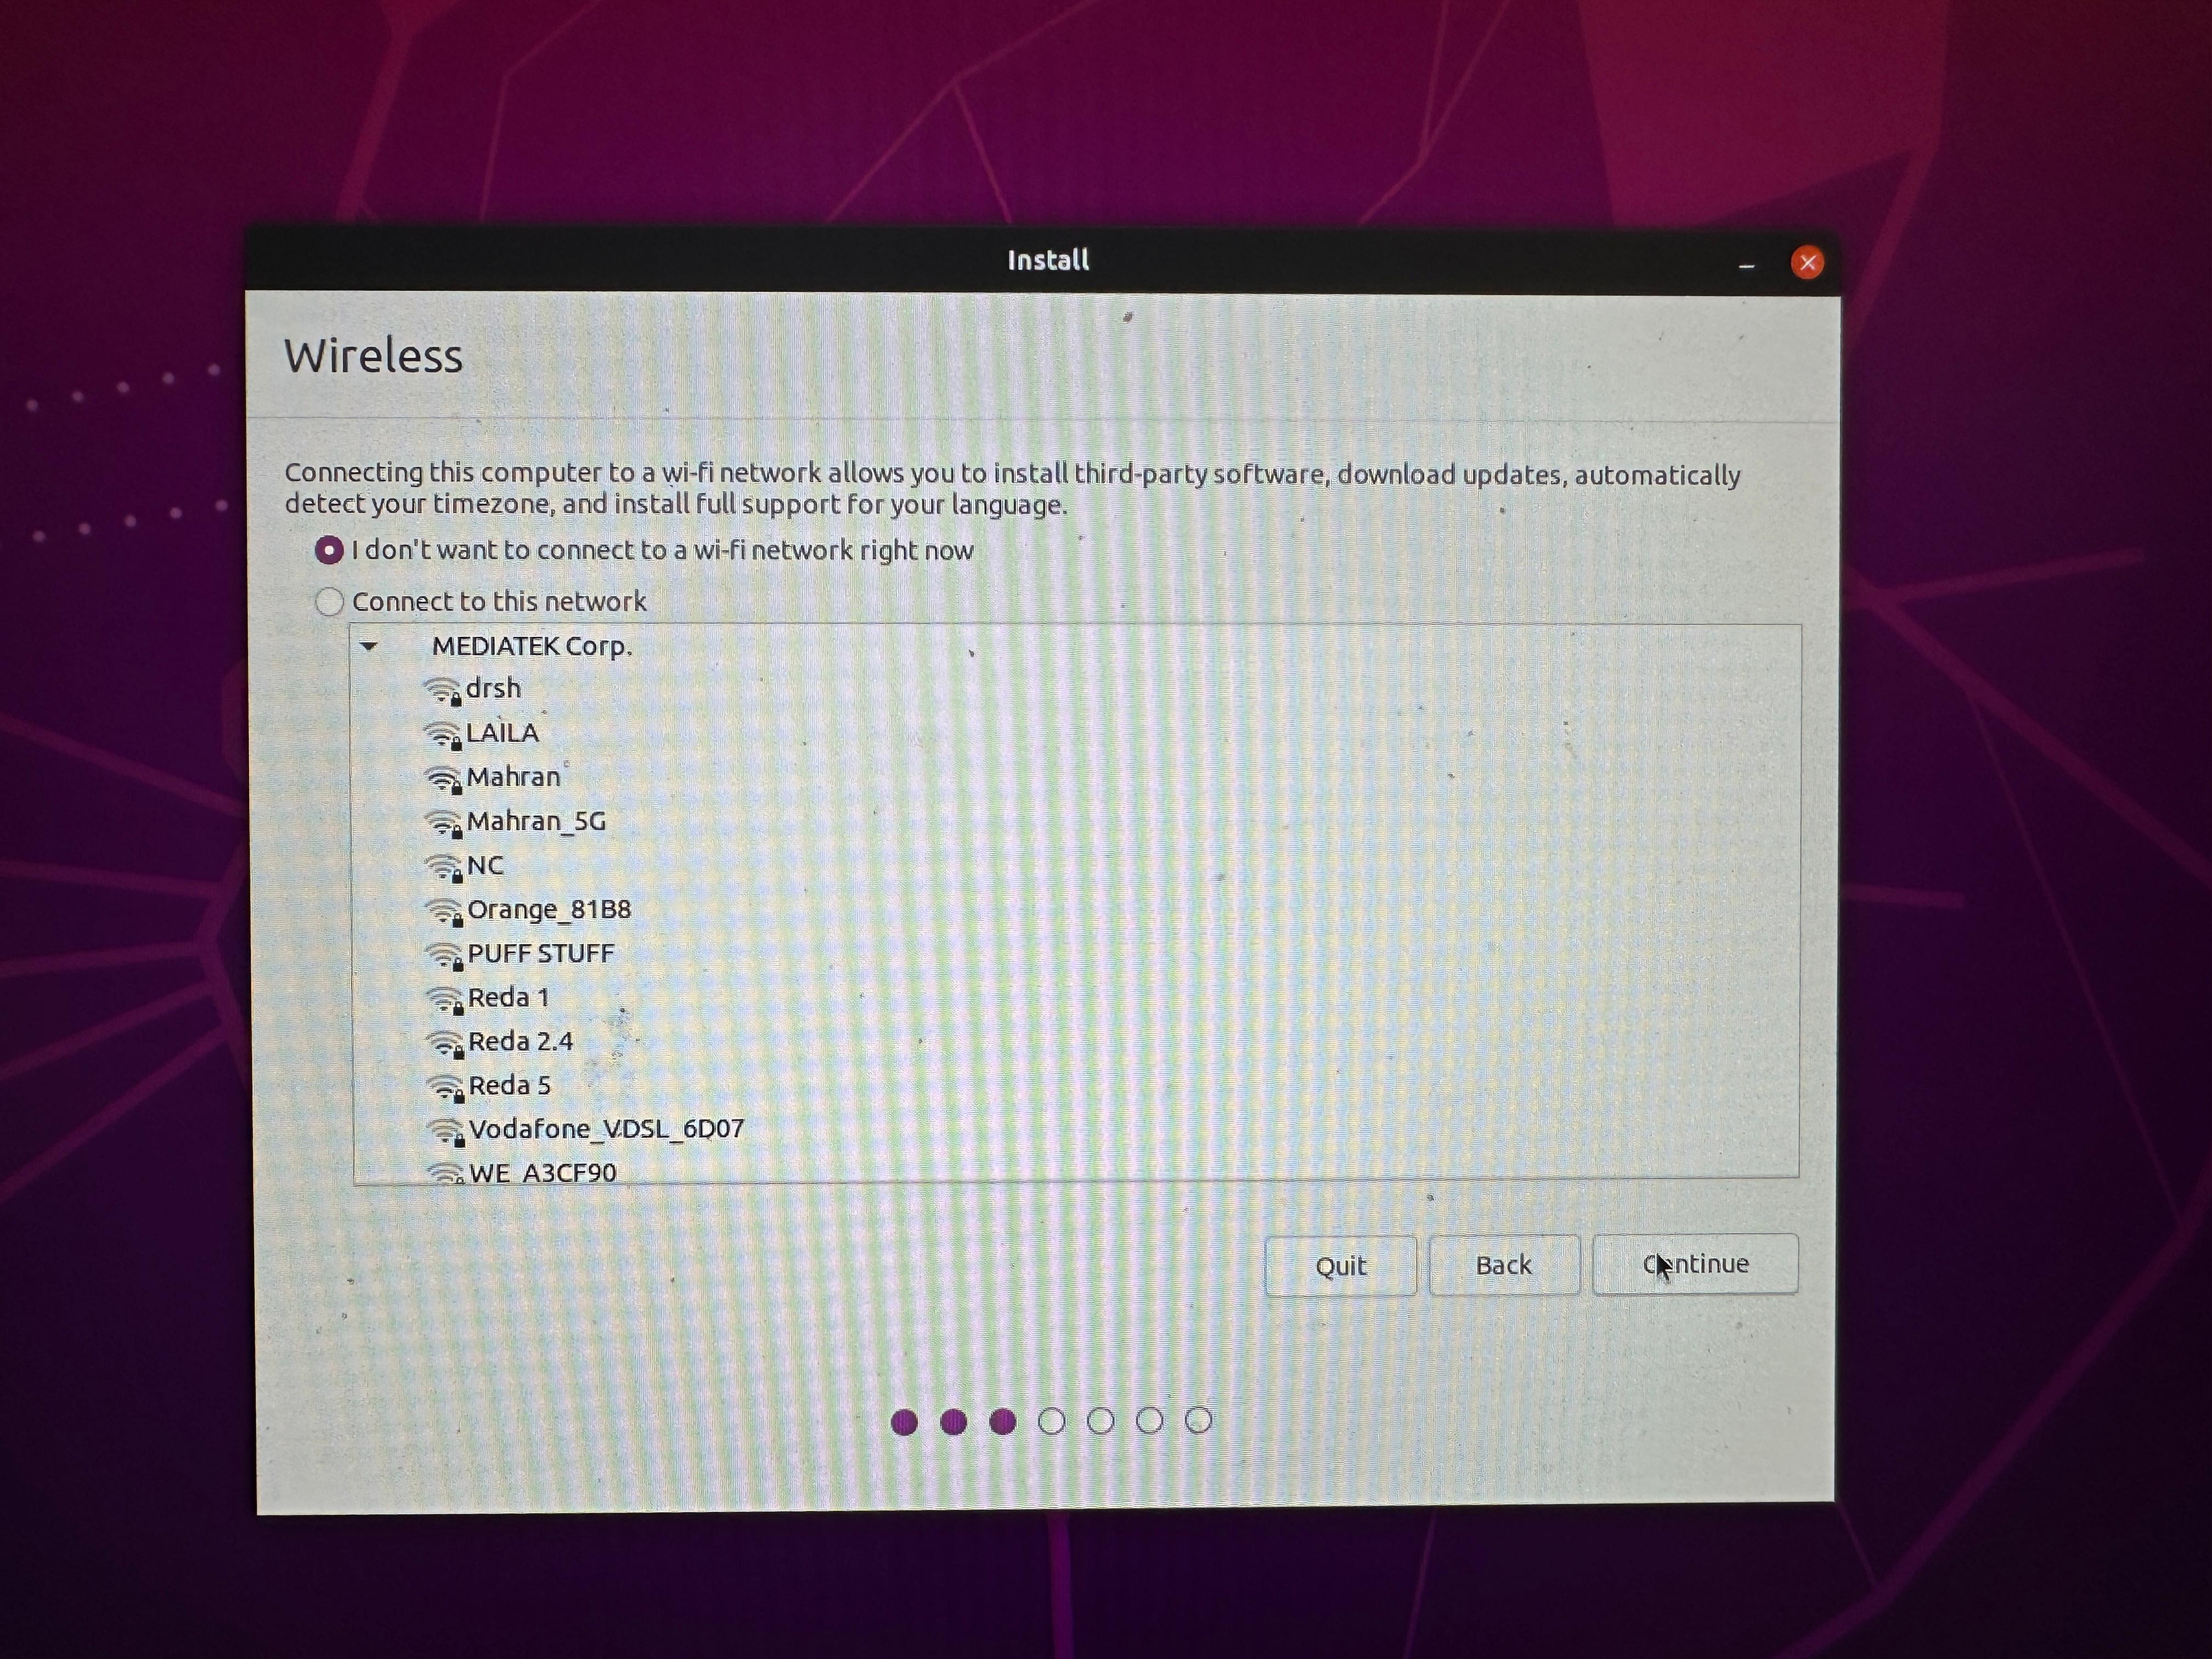 Install
Wireless
Connecting this computer to a wi-fi network allows you to install third-party software, download updates, automatically
detect your timezone, and install full support for your language.
I don't want to connect to a wi-fi network right now
Connect to this network
MEDIATEK Corp.
drsh
LAILA
Mahran
Mahran_5G
NC
Orange_81B8
PUFF STUFF
Reda 1
Reda 2.4
Reda 5
Vodafone_VDSL_6D07
WE_A3CF90
Quit
Back
Continue